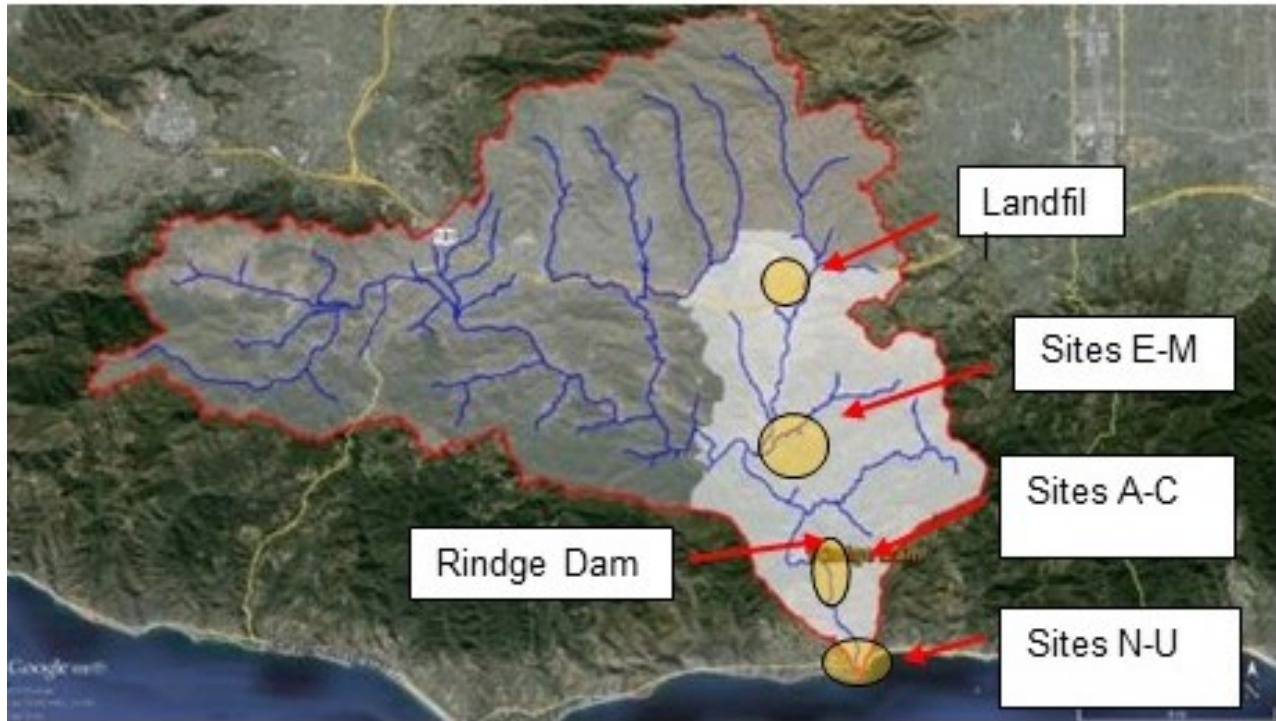 Landfil
l
Sites E-M
Sites A-C
Rindge Dam
Sites N-U
Google earth